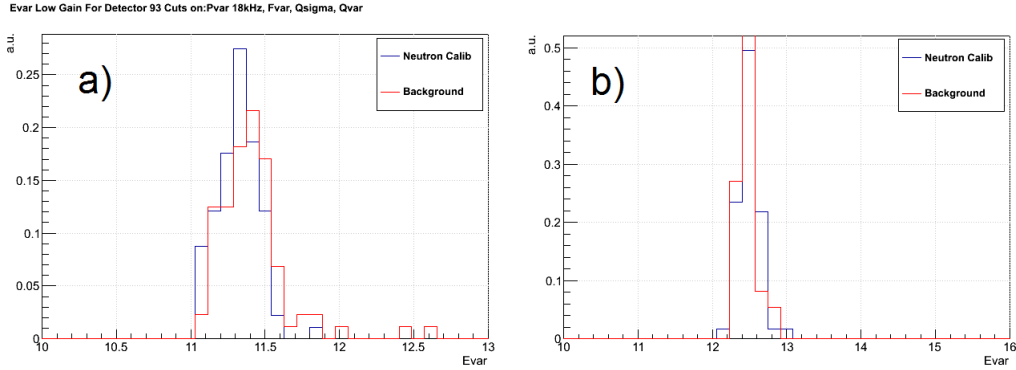 Evar Low Gain For Detector 93 Cuts on:Pvar 18kHz, Fvar, Qsigma, Qvar
a.u.
0.25
0.2
0.15
0.1
0.05
0
10
10.5
11
11.5
12
12.5
13
Evar
a)
Neutron Calib
Background
a.u.
0.5
0.4
0.3
0.2
0.1
0
10
11
12
13
14
15
16
Evar
b)
Neutron Calib
Background